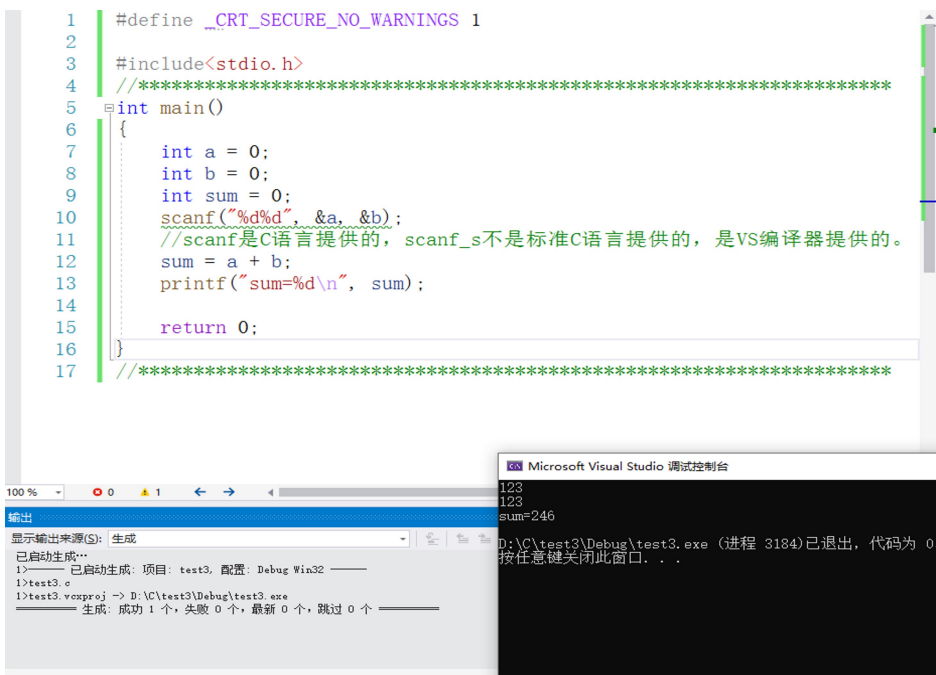 1 #define _CRT_SECURE_NO_WARNINGS 1
2
3 #include<stdio.h>
4 //********************************************************************
5 int main()
6 {
7 int a = 0;
8 int b = 0;
9 int sum = 0;
10 scanf("%d%d", &a, &b);
11 //scanf是C语言提供的，scanf_s不是标准C语言提供的，是VS编译器提供的。
12 sum = a + b;
13 printf("sum=%d\n", sum);
14
15 return 0;
16 }
17 //********************************************************************
100 %
0
1
输出
显示输出来源(S): 生成
已启动生成…
1>—— 已启动生成: 项目: test3, 配置: Debug Win32 ——
1>test3.c
1>test3.vcxproj -> D:\C\test3\Debug\test3.exe
========== 生成: 成功 1 个，失败 0 个，最新 0 个，跳过 0 个 ==========
Microsoft Visual Studio 调试控制台
123
123
sum=246
D:\C\test3\Debug\test3.exe (进程 3184)已退出，代码为 0
按任意键关闭此窗口. . .